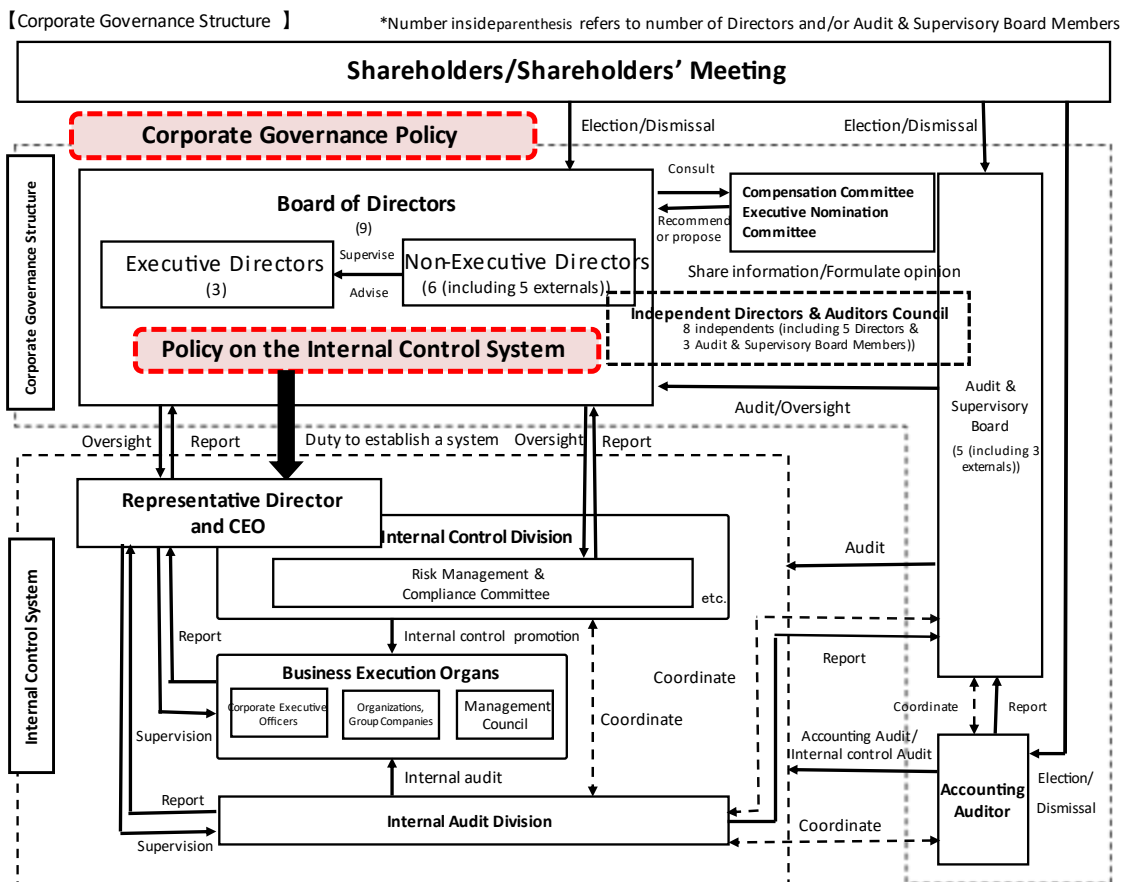 【Corporate Governance Structure 】
*Number inside parenthesis refers to number of Directors and/or Audit & Supervisory Board Members
Shareholders/Shareholders' Meeting
Corporate Governance Policy
Election/Dismissal
Election/Dismissal
Corporate Governance Structure
Board of Directors
(9)
Consult
Recommend
or propose
Compensation Committee
Executive Nomination
Committee
Executive Directors
(3)
Supervise
Advise
Non-Executive Directors
(6 (including 5 externals))
Share information/Formulate opinion
Independent Directors & Auditors Council
8 independents (including 5 Directors &
3 Audit & Supervisory Board Members))
Policy on the Internal Control System
Audit/Oversight
Audit &
Supervisory
Board
(5 (including 3
externals))
Oversight
Report
Duty to establish a system
Oversight
Report
Representative Director
and CEO
Internal Control System
Internal Control Division
Risk Management &
Compliance Committee
etc.
Audit
Report
Internal control promotion
Report
Business Execution Organs
Corporate Executive
Officers
Organizations,
Group Companies
Management
Council
Supervision
Coordinate
Coordinate
Coordinate
Report
Accounting Audit/
Internal control Audit
Internal audit
Accounting
Auditor
Election/
Dismissal
Report
Internal Audit Division
Supervision
Coordinate